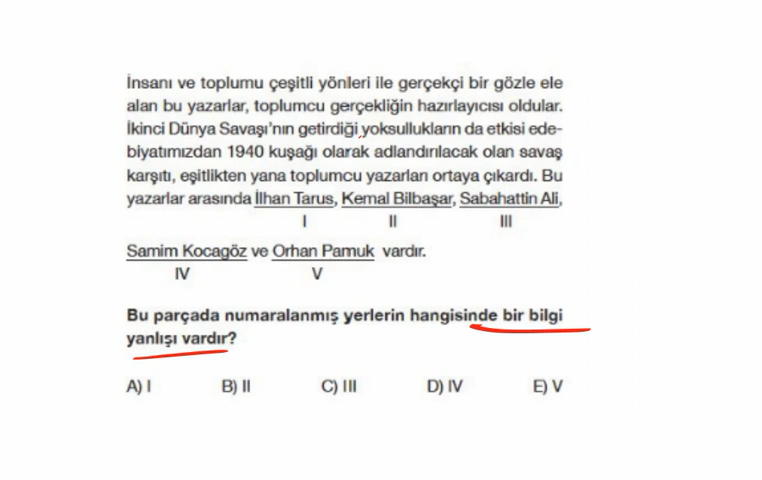 İnsanı ve toplumu çeşitli yönleri ile gerçekçi bir gözle ele
alan bu yazarlar, toplumcu gerçekliğin hazırlayıcısı oldular.
İkinci Dünya Savaşı'nın getirdiği yoksullukların da etkisi ede-
biyatımızdan 1940 kuşağı olarak adlandırılacak olan savaş
karşıtı, eşitlikten yana toplumcu yazarları ortaya çıkardı. Bu
yazarlar arasında İlhan Tarus, Kemal Bilbaşar, Sabahattin Ali,
I II III
Samim Kocagöz ve Orhan Pamuk vardır.
IV V
Bu parçada numaralanmış yerlerin hangisinde bir bilgi
yanlışı vardır?
A) I B) II C) III D) IV E) V